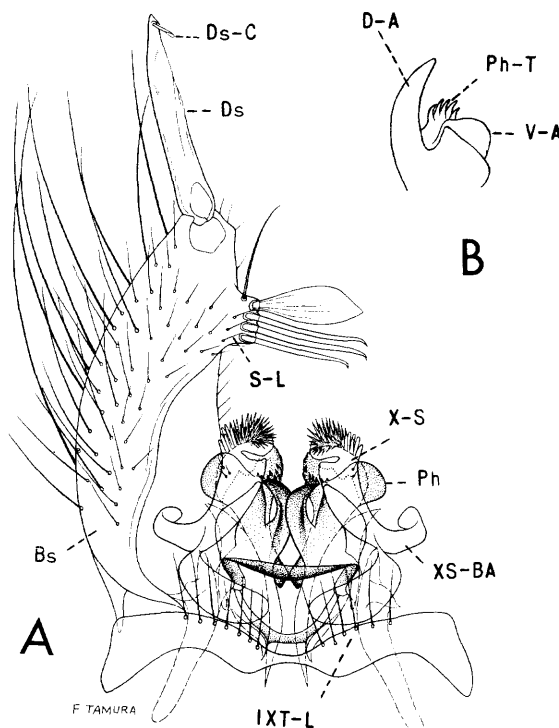 Ds-C
Ds
D-A
Ph-T
V-A
B
S-L
X-S
Ph
XS-BA
Bs
A
IXT-L
F TAMURA